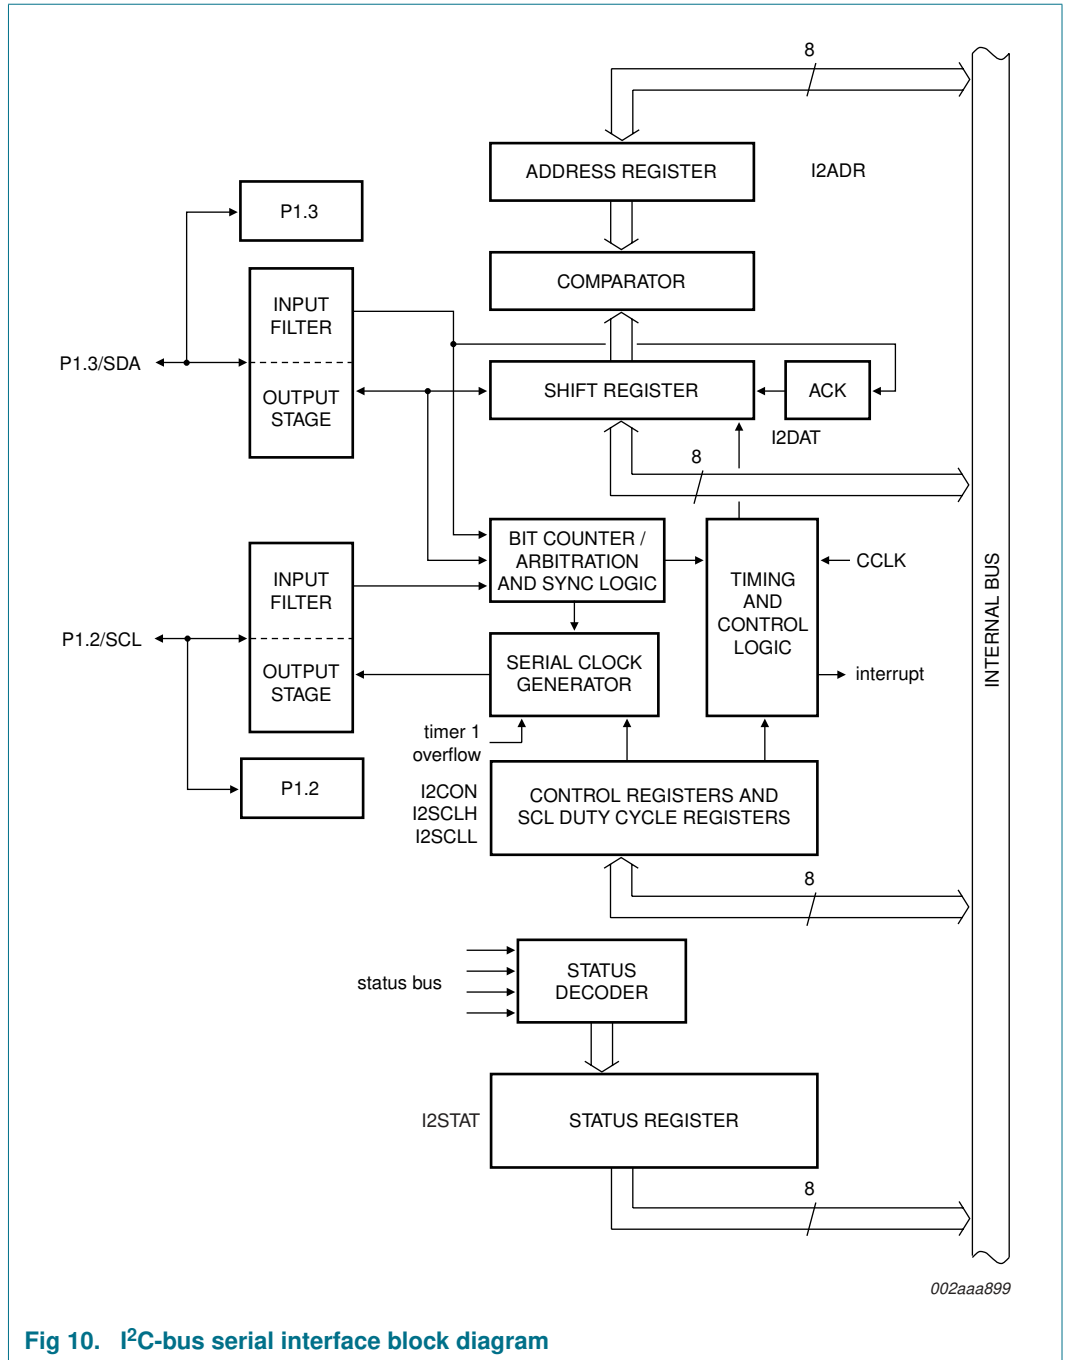 8
ADDRESS REGISTER
I2ADR
P1.3
COMPARATOR
INPUT
FILTER
P1.3/SDA
OUTPUT
STAGE
SHIFT REGISTER
ACK
I2DAT
8
BIT COUNTER /
ARBITRATION
AND SYNC LOGIC
INPUT
FILTER
TIMING
AND
CONTROL
LOGIC
CCLK
INTERNAL BUS
P1.2/SCL
OUTPUT
STAGE
SERIAL CLOCK
GENERATOR
interrupt
timer 1
overflow
P1.2
I2CON
I2SCLH
I2SCLL
CONTROL REGISTERS AND
SCL DUTY CYCLE REGISTERS
8
status bus
STATUS
DECODER
I2STAT
STATUS REGISTER
8
002aaa899
Fig 10. I²C-bus serial interface block diagram